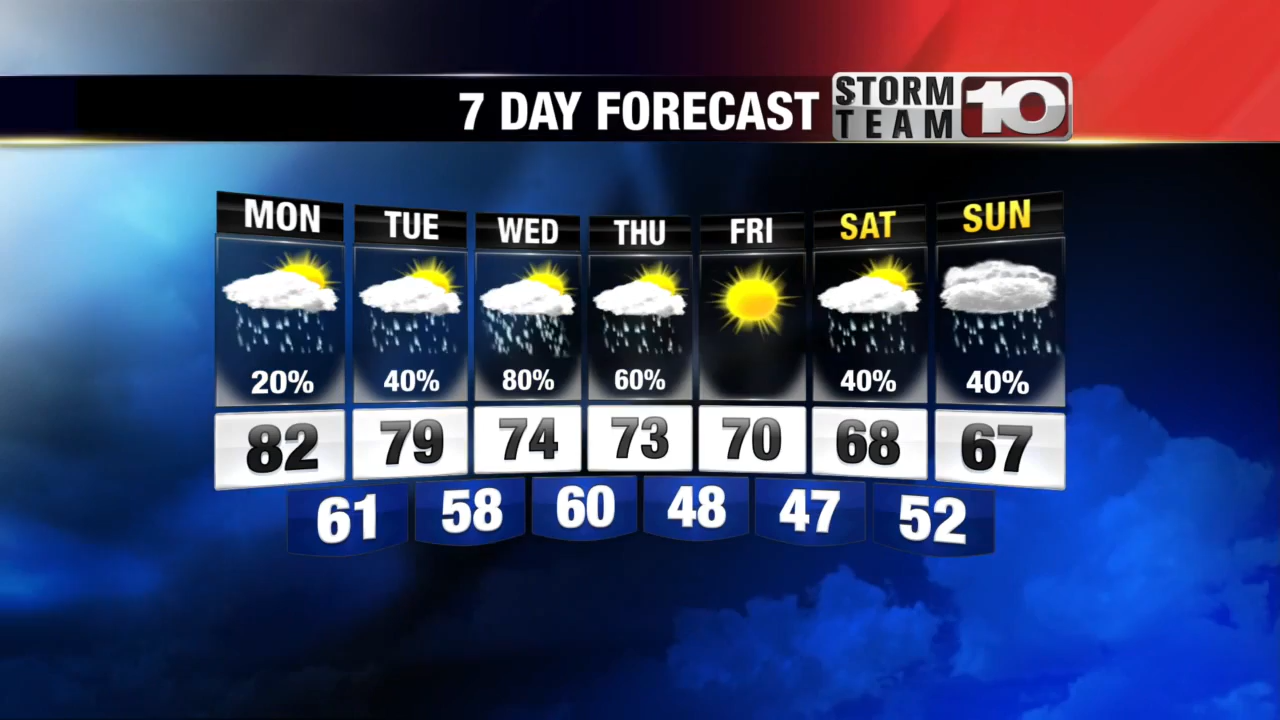 7 DAY FORECAST
STORM TEAM 10
MON TUE WED THU FRI SAT SUN
20% 40% 80% 60% 40% 40%
82 79 74 73 70 68 67
61 58 60 48 47 52